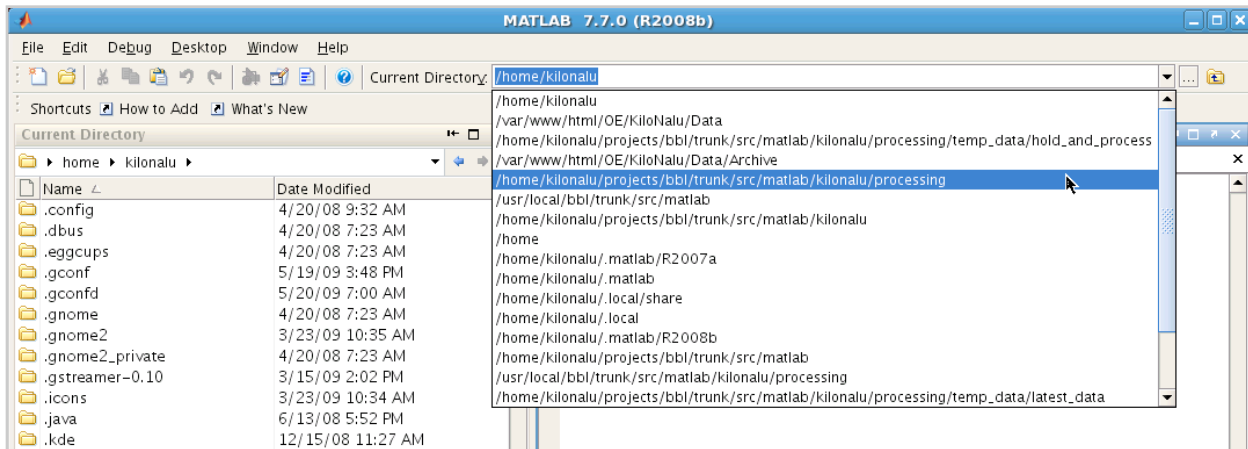 MATLAB 7.7.0 (R2008b)
File Edit Debug Desktop Window Help
Current Directory: /home/kilonalu
Shortcuts How to Add What's New
Current Directory
home kilonalu
Name Date Modified
.config 4/20/08 9:32 AM
.dbus 4/20/08 7:23 AM
.eggcups 4/20/08 7:23 AM
.gconf 5/19/09 3:48 PM
.gconfd 5/20/09 7:00 AM
.gnome 4/20/08 7:23 AM
.gnome2 3/23/09 10:35 AM
.gnome2_private 4/20/08 7:23 AM
.gstreamer-0.10 3/15/09 2:02 PM
.icons 3/23/09 10:34 AM
.java 6/13/08 5:52 PM
.kde 12/15/08 11:27 AM
/home/kilonalu
/var/www/html/OE/KiloNalu/Data
/home/kilonalu/projects/bbl/trunk/src/matlab/kilonalu/processing/temp_data/hold_and_process
/var/www/html/OE/KiloNalu/Data/Archive
/home/kilonalu/projects/bbl/trunk/src/matlab/kilonalu/processing
/usr/local/bbl/trunk/src/matlab
/home/kilonalu/projects/bbl/trunk/src/matlab/kilonalu
/home
/home/kilonalu/.matlab/R2007a
/home/kilonalu/.matlab
/home/kilonalu/.local/share
/home/kilonalu/.local
/home/kilonalu/.matlab/R2008b
/home/kilonalu/projects/bbl/trunk/src/matlab
/usr/local/bbl/trunk/src/matlab/kilonalu/processing
/home/kilonalu/projects/bbl/trunk/src/matlab/kilonalu/processing/temp_data/latest_data